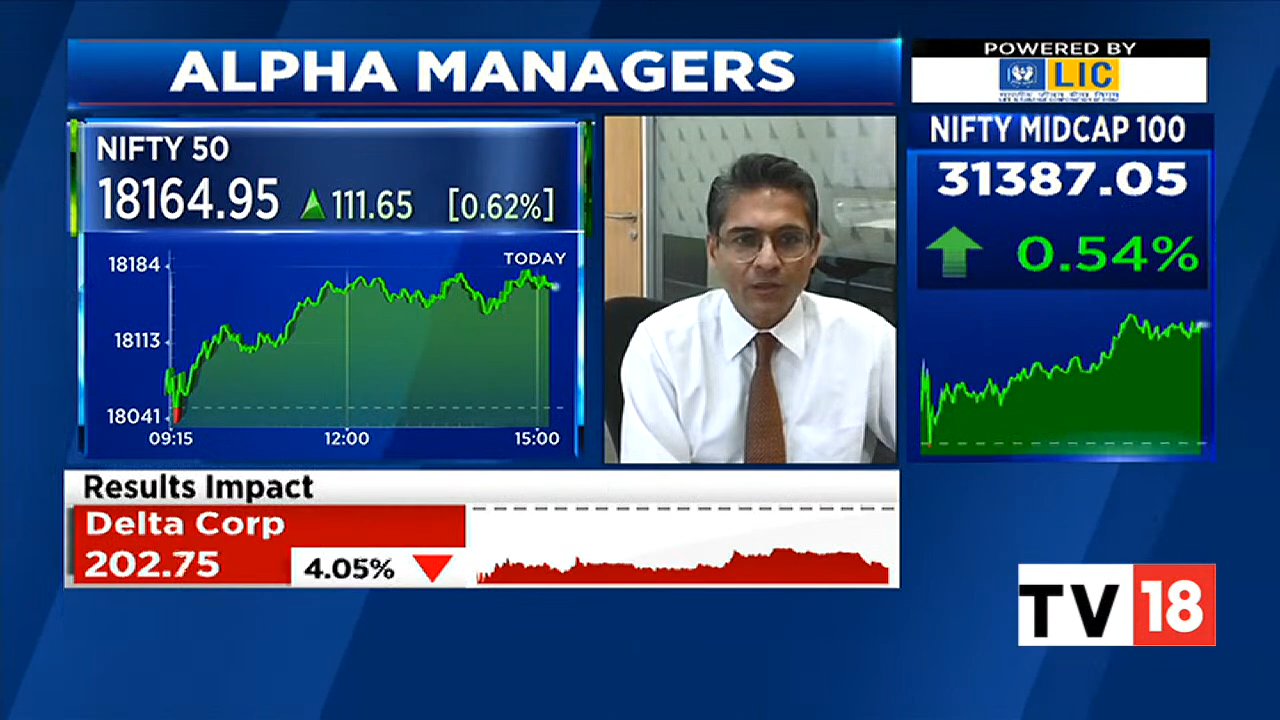 ALPHA MANAGERS
POWERED BY
LIC
NIFTY 50
18164.95 ▲ 111.65 [0.62%]
TODAY
18184
18113
18041
09:15 12:00 15:00
NIFTY MIDCAP 100
31387.05
0.54%
Results Impact
Delta Corp
202.75
4.05%
TV18